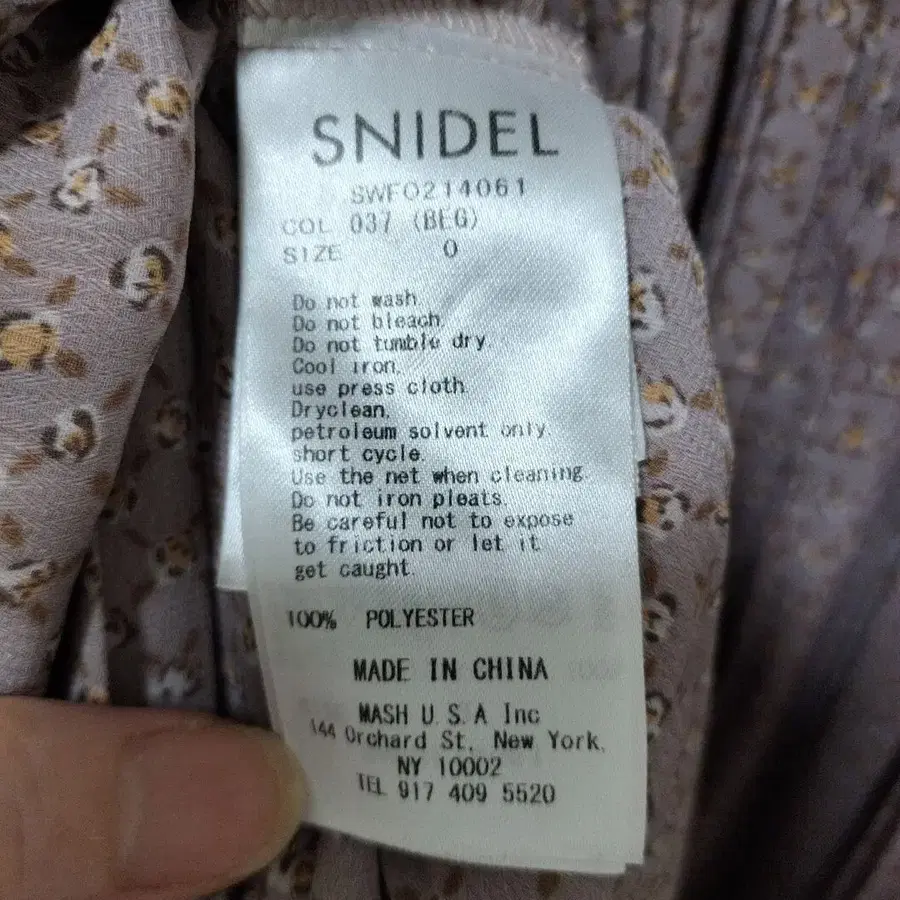 SNIDEL
SWFO214061
COL 037 (BEG)
SIZE 0
Do not wash.
Do not bleach.
Do not tumble dry.
Cool iron.
use press cloth.
Dryclean.
petroleum solvent only.
short cycle.
Use the net when cleaning.
Do not iron pleats.
Be careful not to expose
to friction or let it
get caught.
100% POLYESTER
MADE IN CHINA
MASH U.S.A Inc
144 Orchard St, New York,
NY 10002
TEL 917 409 5520